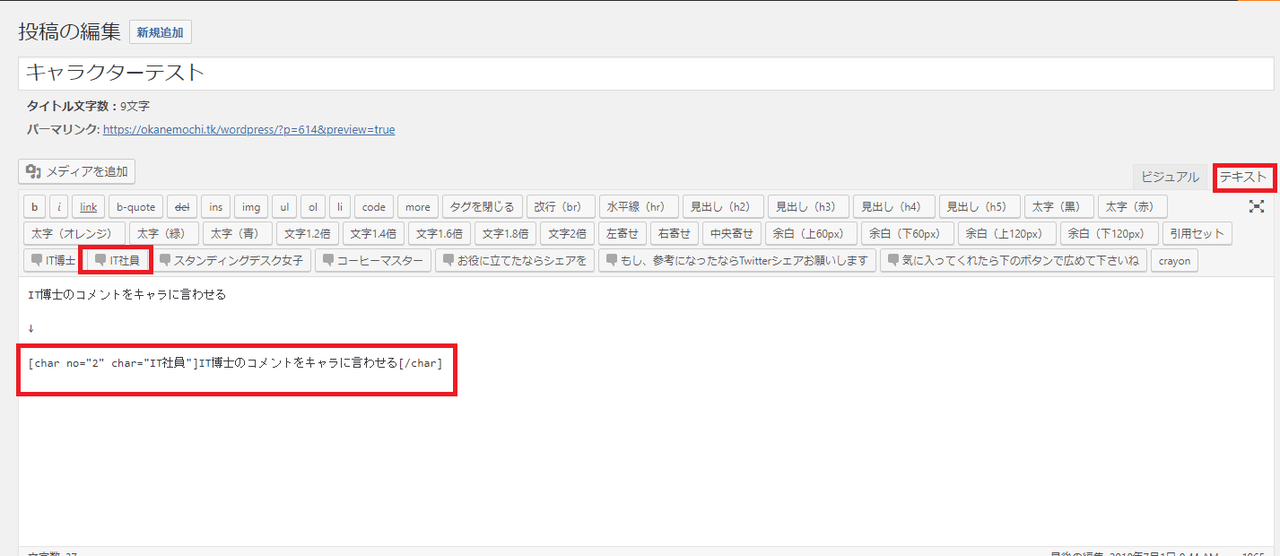 投稿の編集 新規追加
キャラクターテスト
タイトル文字数：9文字
パーマリンク: https://okanemochi.tk/wordpress/?p=614&preview=true
メディアを追加 ビジュアル テキスト
b i link b-quote del ins img ul ol li code more タグを閉じる 改行（br） 水平線（hr） 見出し（h2） 見出し（h3） 見出し（h4） 見出し（h5） 太字（黒） 太字（赤）
太字（オレンジ） 太字（緑） 太字（青） 文字1.2倍 文字1.4倍 文字1.6倍 文字1.8倍 文字2倍 左寄せ 右寄せ 中央寄せ 余白（上60px） 余白（下60px） 余白（上120px） 余白（下120px） 引用セット
IT博士 IT社員 スタンディングデスク女子 コーヒーマスター お役に立てたならシェアを もし、参考になったならTwitterシェアお願いします 気に入ってくれたら下のボタンで広めて下さいね crayon
IT博士のコメントをキャラに言わせる
↓
[char no="2" char="IT社員"]IT博士のコメントをキャラに言わせる[/char]